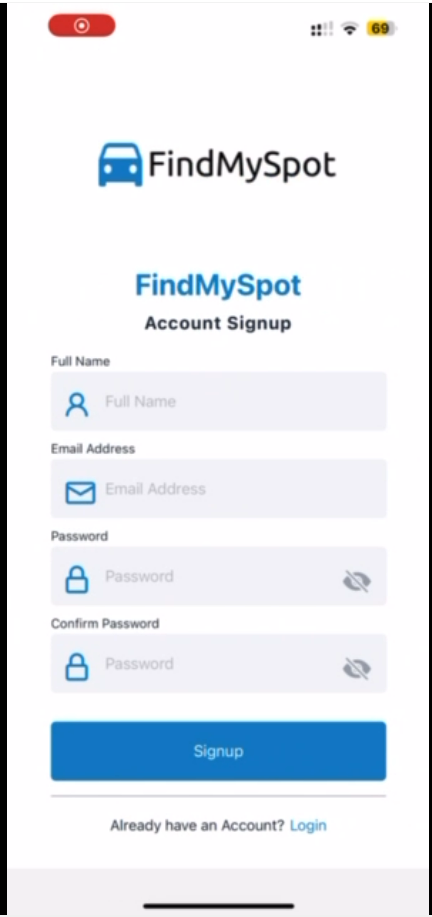 69
FindMySpot
FindMySpot
Account Signup
Full Name
Full Name
Email Address
Email Address
Password
Password
Confirm Password
Password
Signup
Already have an Account? Login